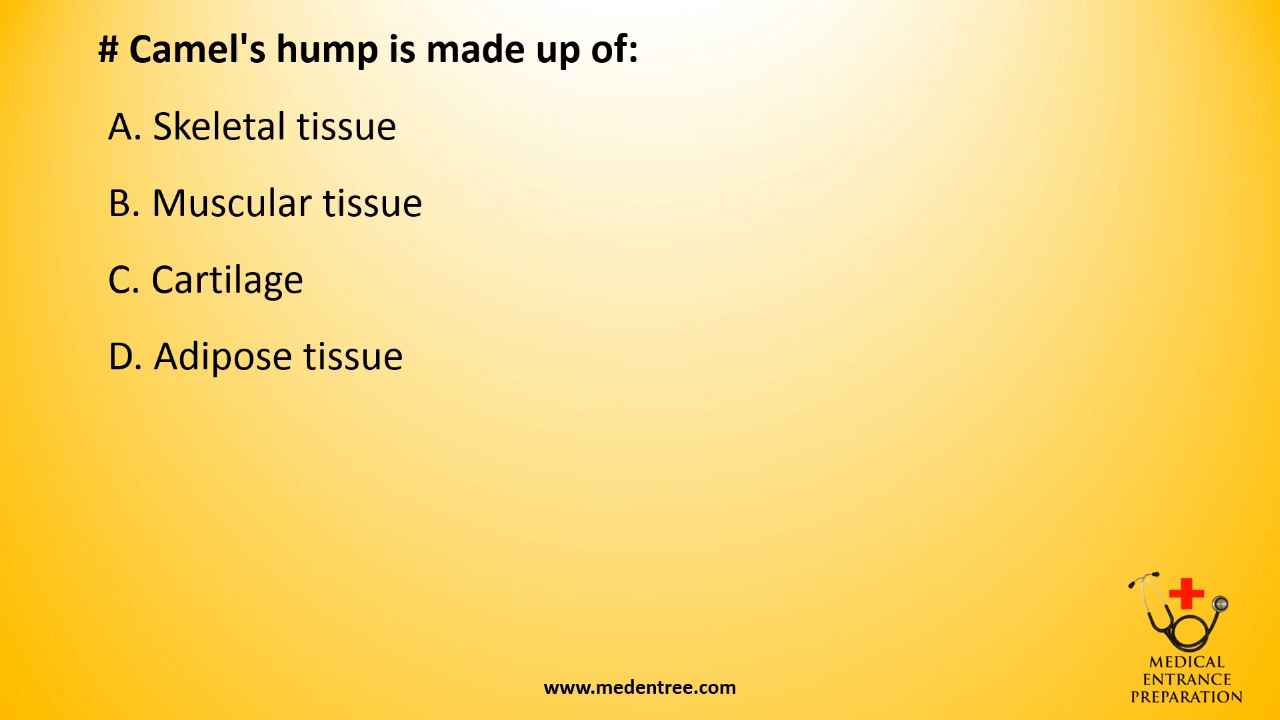 # Camel's hump is made up of:
A. Skeletal tissue
B. Muscular tissue
C. Cartilage
D. Adipose tissue
MEDICAL
ENTRANCE
PREPARATION
www.medentree.com